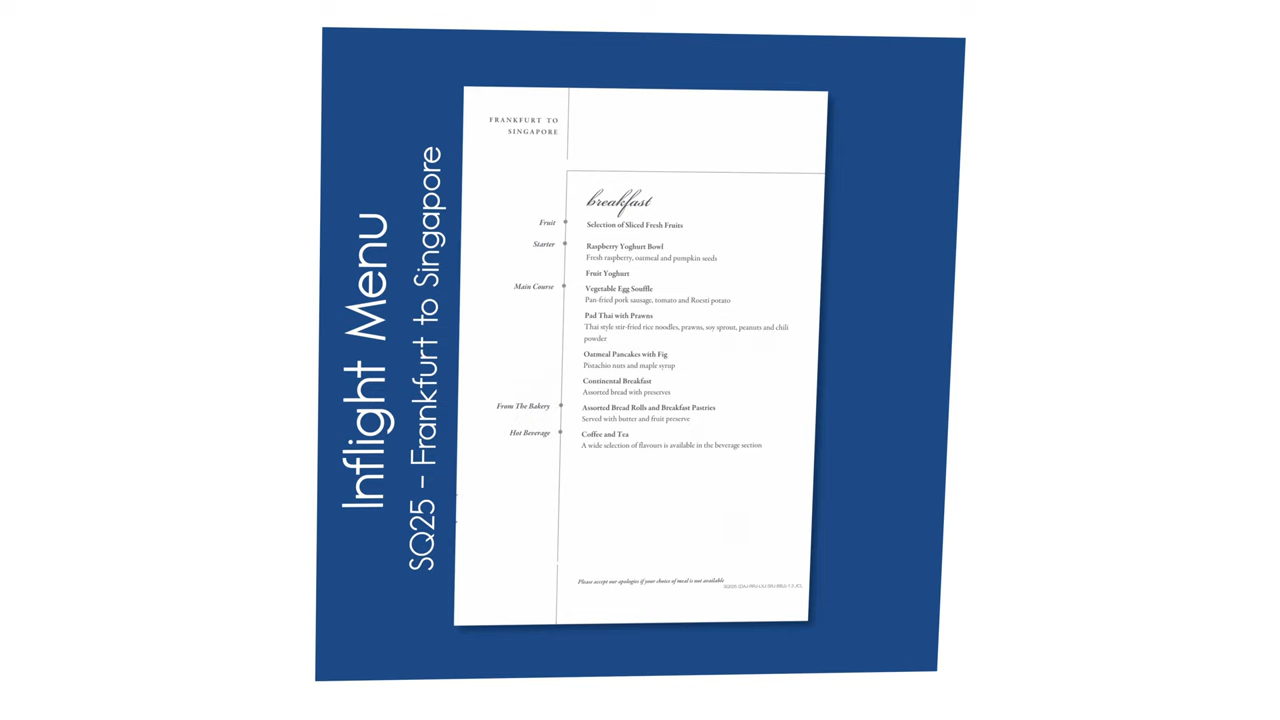 Inflight Menu
SQ25 – Frankfurt to Singapore
FRANKFURT TO
SINGAPORE
breakfast
Fruit
Selection of Sliced Fresh Fruits
Starter
Raspberry Yoghurt Bowl
Fresh raspberry, oatmeal and pumpkin seeds
Fruit Yoghurt
Main Course
Vegetable Egg Souffle
Pan-fried pork sausage, tomato and Roesti potato
Pad Thai with Prawns
Thai style stir-fried rice noodles, prawns, soy sprout, peanuts and chili
powder
Oatmeal Pancakes with Fig
Pistachio nuts and maple syrup
Continental Breakfast
Assorted bread with preserves
From The Bakery
Assorted Bread Rolls and Breakfast Pastries
Served with butter and fruit preserve
Hot Beverage
Coffee and Tea
A wide selection of flavours is available in the beverage section
Please accept our apologies if your choice of meal is not available